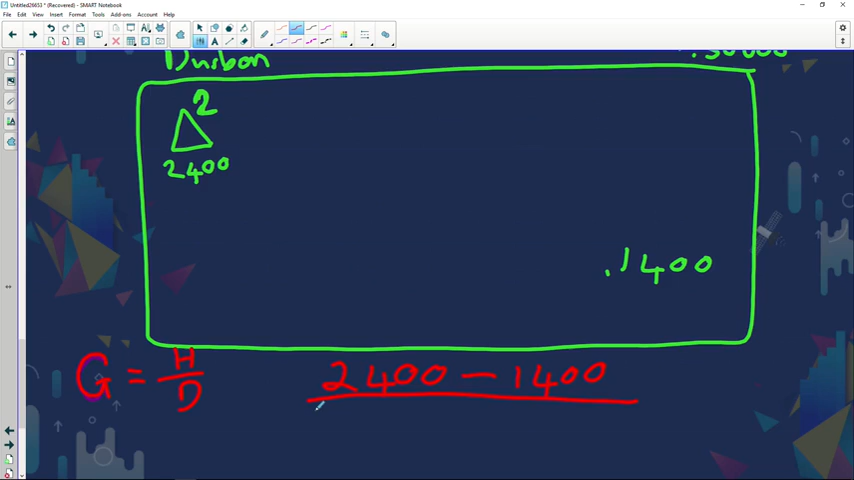 Untitled26653 * (Recovered) - SMART Notebook
File Edit View Insert Format Tools Add-ons Account Help
Durban
2
2400
.1400
G = H/D
2400 - 1400